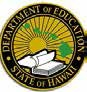 DEPARTMENT OF EDUCATION
STATE OF HAWAII